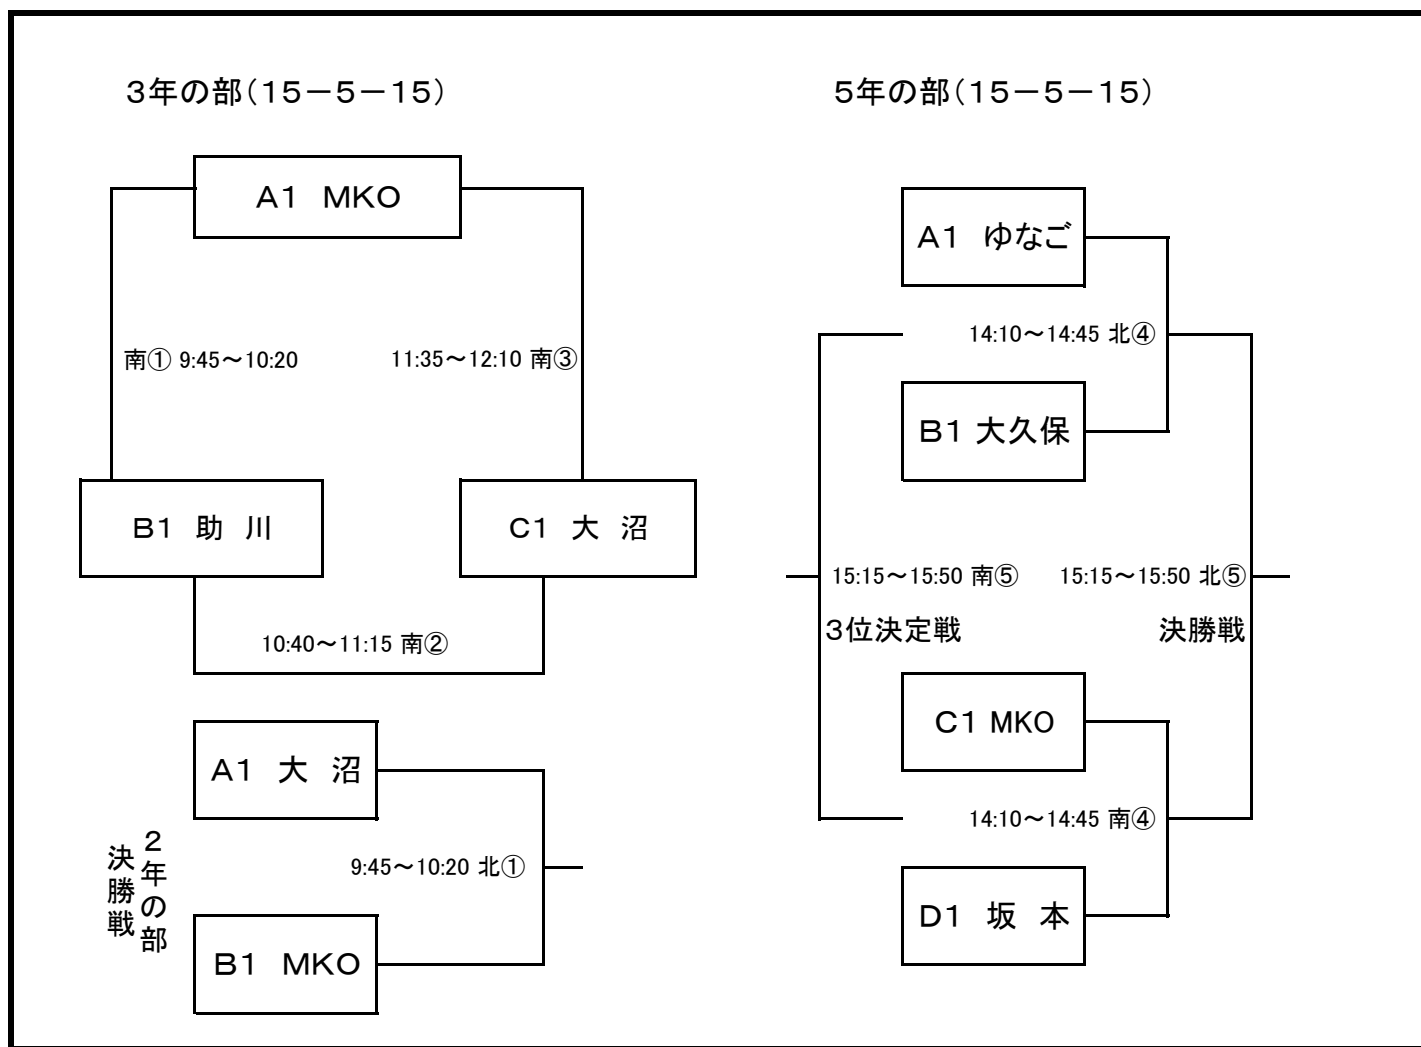 3年の部(15－5－15)
A1 MKO
南① 9:45～10:20
11:35～12:10 南③
B1 助 川
C1 大 沼
10:40～11:15 南②
A1 大 沼
2年の部
決勝戦
9:45～10:20 北①
B1 MKO
5年の部(15－5－15)
A1 ゆなご
14:10～14:45 北④
B1 大久保
15:15～15:50 南⑤
3位決定戦
15:15～15:50 北⑤
決勝戦
C1 MKO
14:10～14:45 南④
D1 坂 本